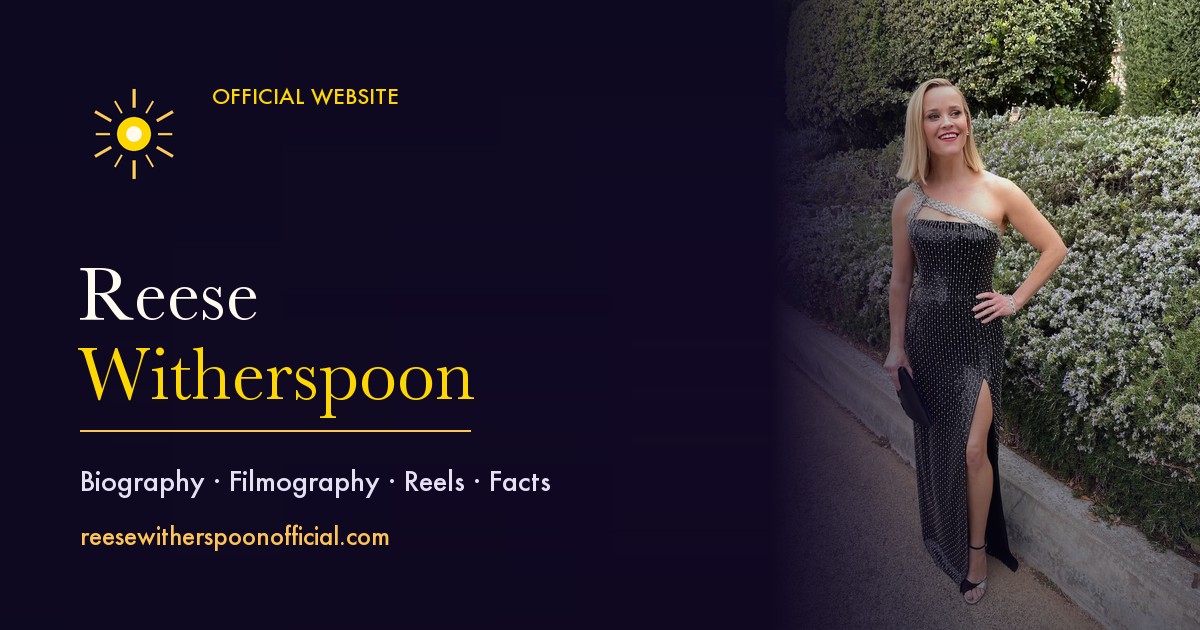 OFFICIAL WEBSITE
Reese
Witherspoon
Biography · Filmography · Reels · Facts
reesewitherspoonofficial.com